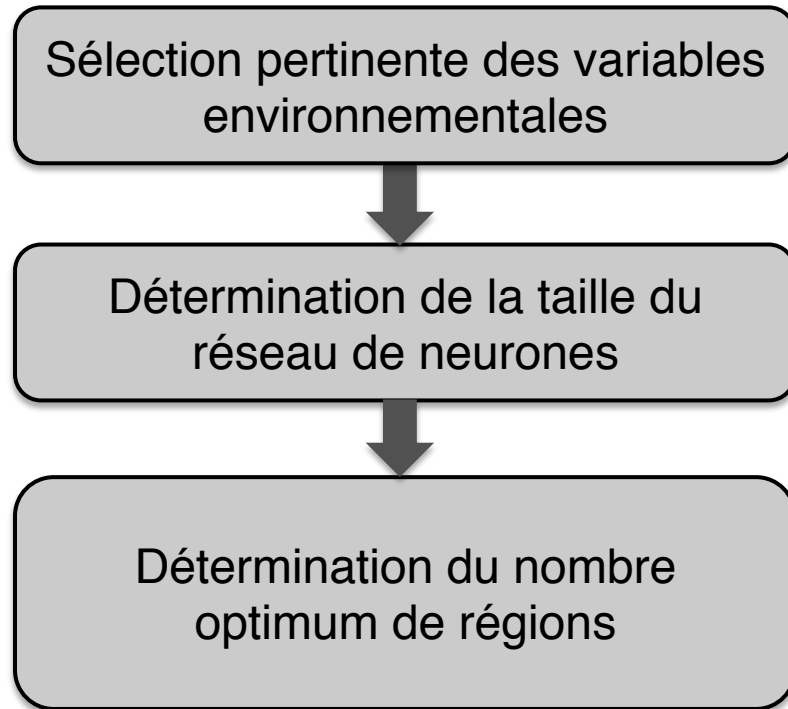 Sélection pertinente des variables
environnementales
Détermination de la taille du
réseau de neurones
Détermination du nombre
optimum de régions